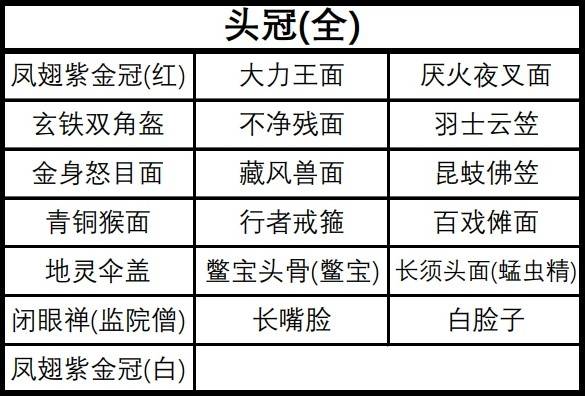 头冠(全)
凤翅紫金冠(红) 大力王面 厌火夜叉面
玄铁双角盔 不净残面 羽士云笠
金身怒目面 藏风兽面 昆蚑佛笠
青铜猴面 行者戒箍 百戏傩面
地灵伞盖 鳖宝头骨(鳖宝) 长须头面(蜢虫精)
闭眼禅(监院僧) 长嘴脸 白脸子
凤翅紫金冠(白)